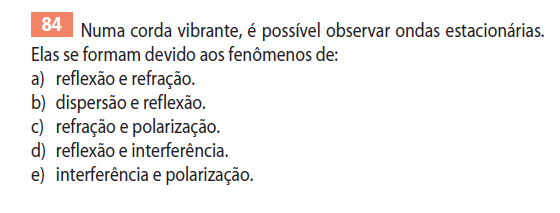 84 Numa corda vibrante, é possível observar ondas estacionárias.
Elas se formam devido aos fenômenos de:
a) reflexão e refração.
b) dispersão e reflexão.
c) refração e polarização.
d) reflexão e interferência.
e) interferência e polarização.